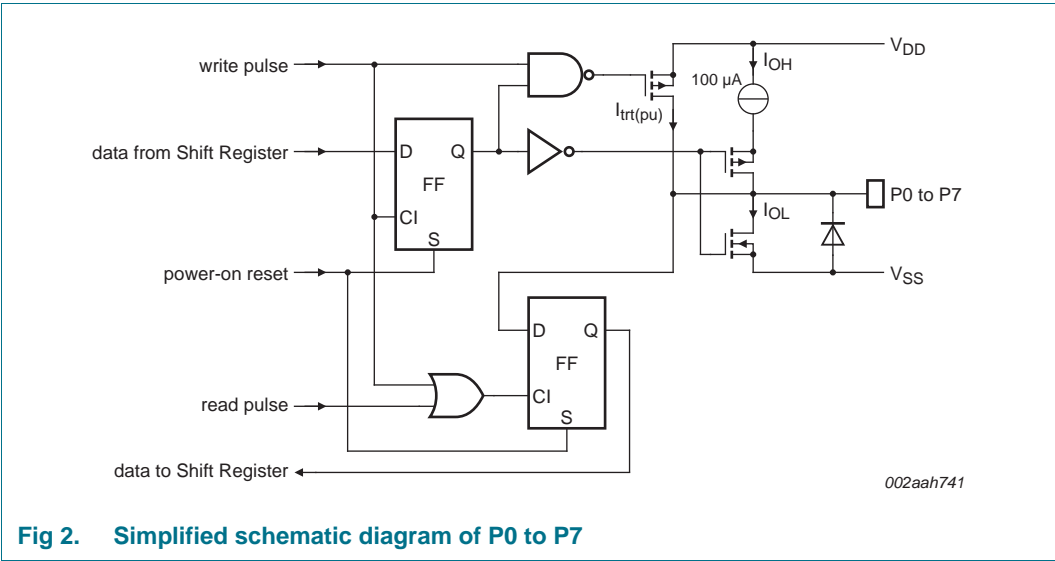 write pulse
V_DD
I_OH
100 µA
I_trt(pu)
data from Shift Register
D
Q
FF
CI
S
P0 to P7
I_OL
power-on reset
V_SS
D
Q
FF
CI
S
read pulse
data to Shift Register
002aah741
Fig 2. Simplified schematic diagram of P0 to P7